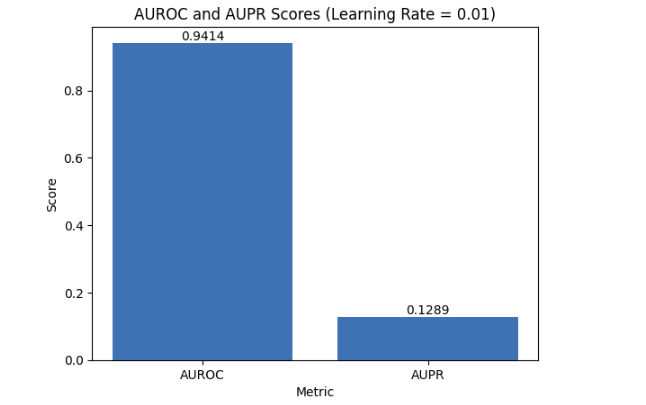 AUROC and AUPR Scores (Learning Rate = 0.01)
0.9414
0.8
0.6
Score
0.4
0.2
0.1289
0.0
AUROC
AUPR
Metric